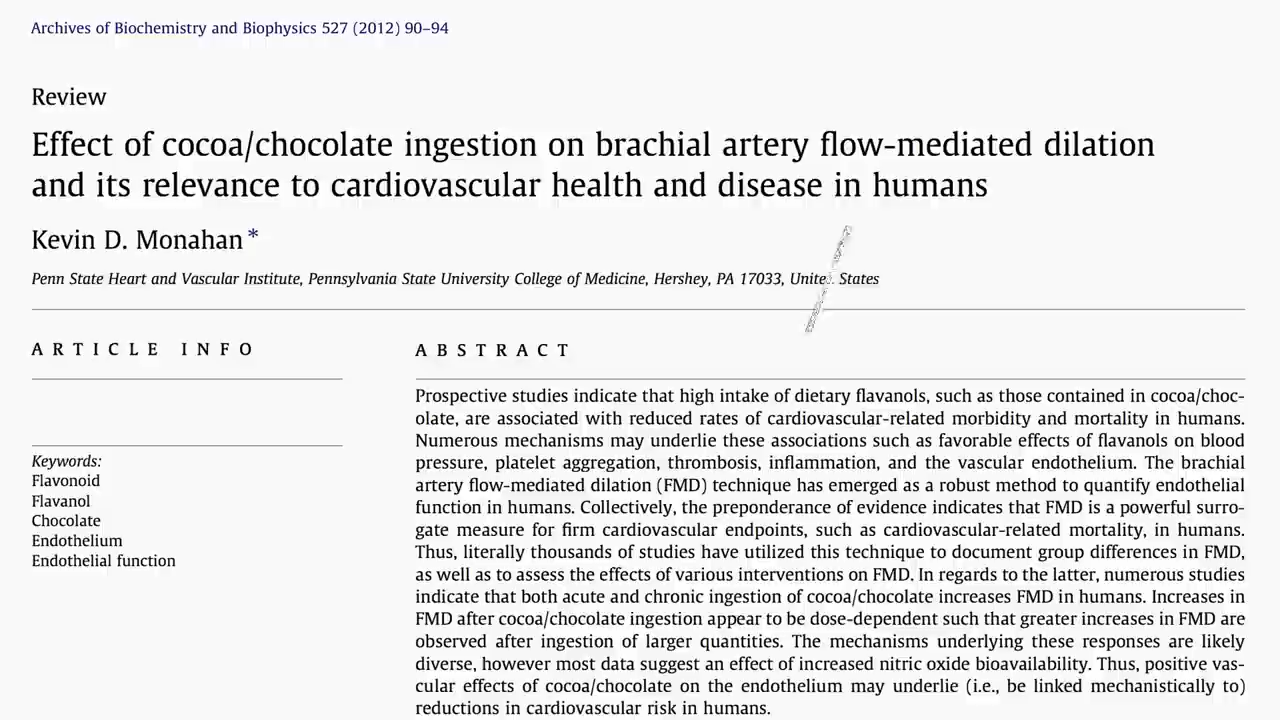 Archives of Biochemistry and Biophysics 527 (2012) 90–94
Review
Effect of cocoa/chocolate ingestion on brachial artery flow-mediated dilation
and its relevance to cardiovascular health and disease in humans
Kevin D. Monahan *
Penn State Heart and Vascular Institute, Pennsylvania State University College of Medicine, Hershey, PA 17033, United States
ARTICLE INFO
Keywords:
Flavonoid
Flavanol
Chocolate
Endothelium
Endothelial function
ABSTRACT
Prospective studies indicate that high intake of dietary flavanols, such as those contained in cocoa/choc-
olate, are associated with reduced rates of cardiovascular-related morbidity and mortality in humans.
Numerous mechanisms may underlie these associations such as favorable effects of flavanols on blood
pressure, platelet aggregation, thrombosis, inflammation, and the vascular endothelium. The brachial
artery flow-mediated dilation (FMD) technique has emerged as a robust method to quantify endothelial
function in humans. Collectively, the preponderance of evidence indicates that FMD is a powerful surro-
gate measure for firm cardiovascular endpoints, such as cardiovascular-related mortality, in humans.
Thus, literally thousands of studies have utilized this technique to document group differences in FMD,
as well as to assess the effects of various interventions on FMD. In regards to the latter, numerous studies
indicate that both acute and chronic ingestion of cocoa/chocolate increases FMD in humans. Increases in
FMD after cocoa/chocolate ingestion appear to be dose-dependent such that greater increases in FMD are
observed after ingestion of larger quantities. The mechanisms underlying these responses are likely
diverse, however most data suggest an effect of increased nitric oxide bioavailability. Thus, positive vas-
cular effects of cocoa/chocolate on the endothelium may underlie (i.e., be linked mechanistically to)
reductions in cardiovascular risk in humans.